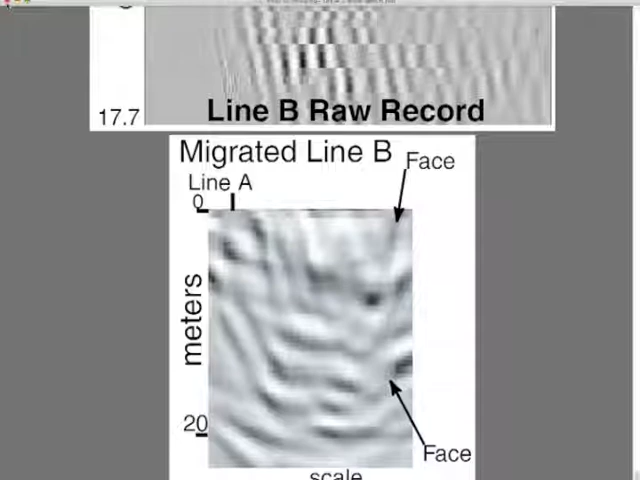 17.7
Line B Raw Record
Migrated Line B
Face
Line A
0
meters
20
Face
scale